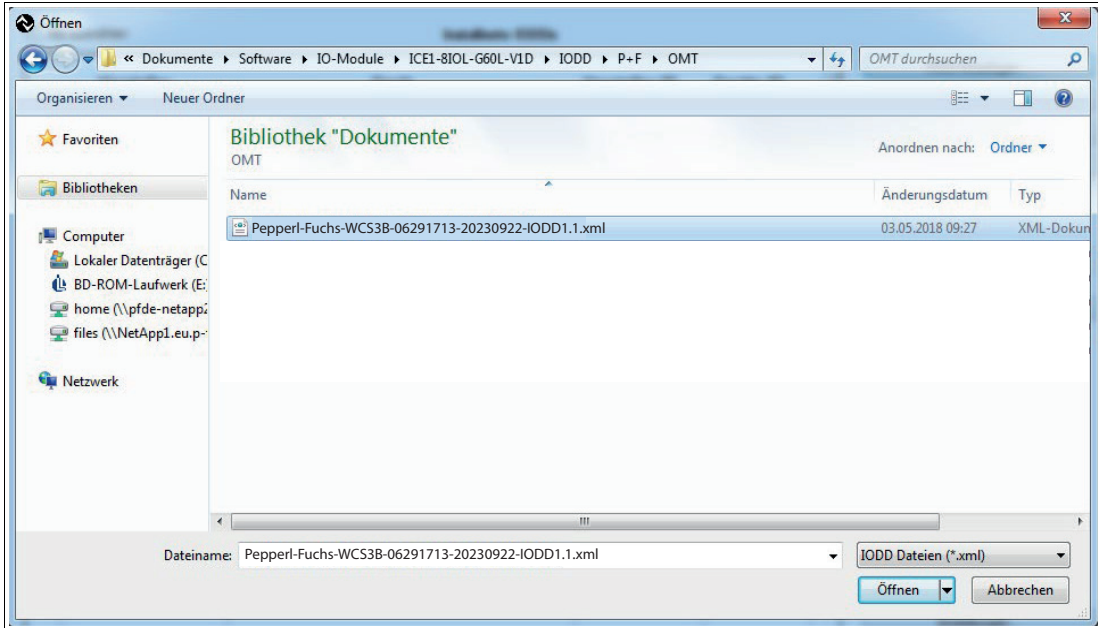 Öffnen
« Dokumente ▸ Software ▸ IO-Module ▸ ICE1-8IOL-G60L-V1D ▸ IODD ▸ P+F ▸ OMT
OMT durchsuchen
Organisieren
Neuer Ordner
Favoriten
Bibliotheken
Computer
Lokaler Datenträger (C
BD-ROM-Laufwerk (E:
home (\\pfde-netapp2
files (\\NetApp1.eu.p-
Netzwerk
Bibliothek "Dokumente"
OMT
Anordnen nach: Ordner
Name Änderungsdatum Typ
Pepperl-Fuchs-WCS3B-06291713-20230922-IODD1.1.xml 03.05.2018 09:27 XML-Dokun
Dateiname: Pepperl-Fuchs-WCS3B-06291713-20230922-IODD1.1.xml IODD Dateien (*.xml)
Öffnen Abbrechen